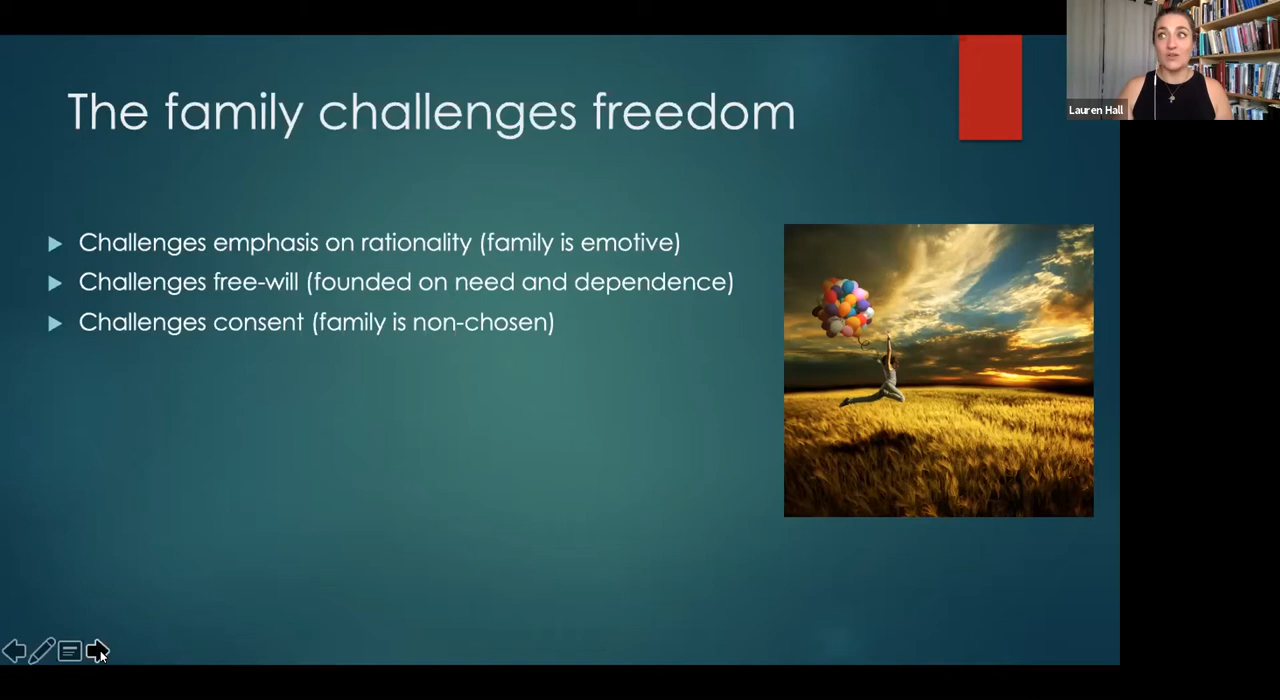 The family challenges freedom
Lauren Hall
Challenges emphasis on rationality (family is emotive)
Challenges free-will (founded on need and dependence)
Challenges consent (family is non-chosen)